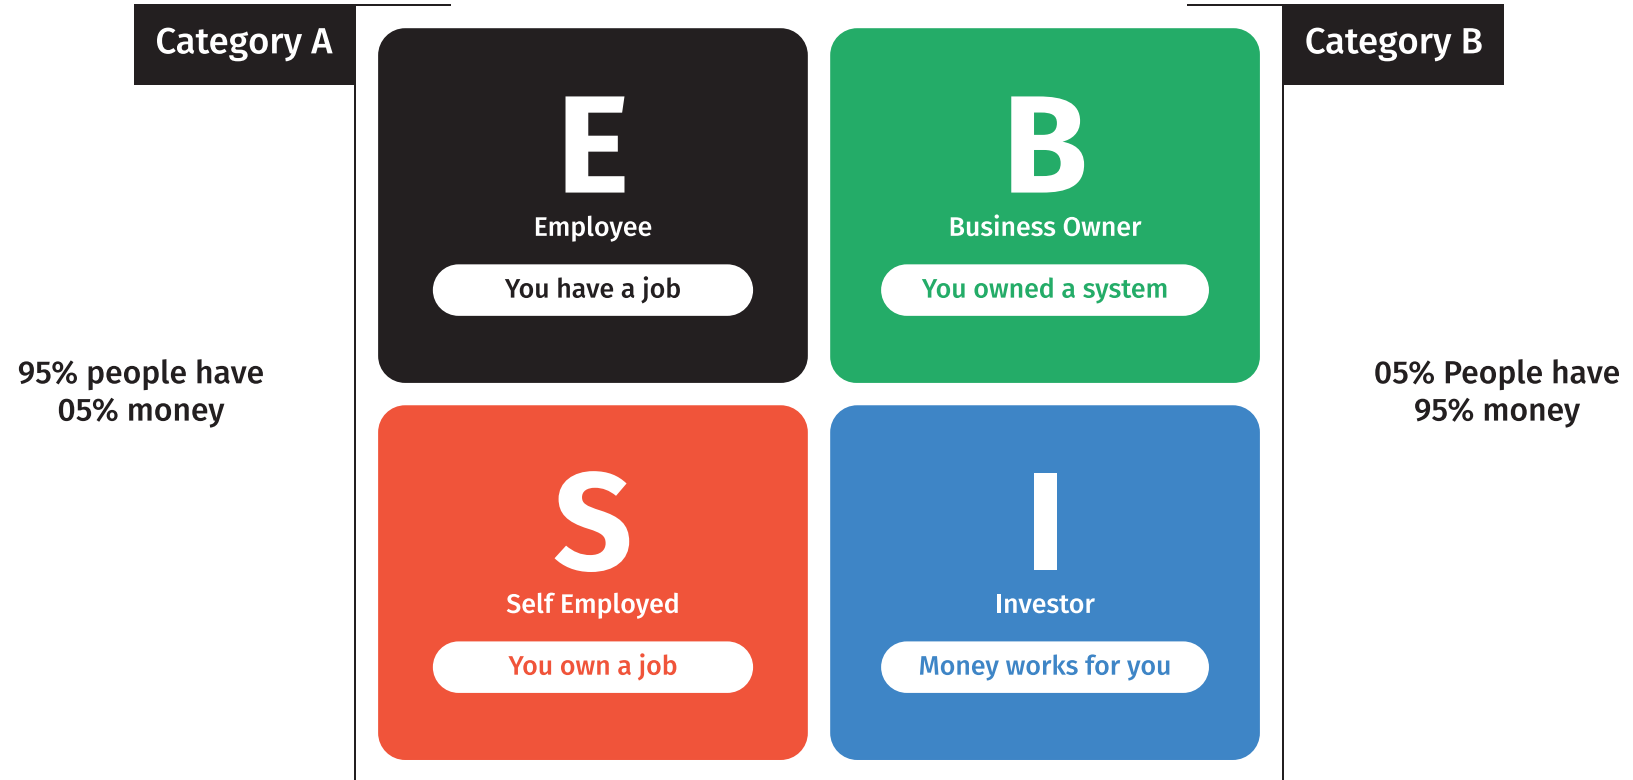 Category A
95% people have
05% money
E
Employee
You have a job
B
Business Owner
You owned a system
S
Self Employed
You own a job
I
Investor
Money works for you
Category B
05% People have
95% money